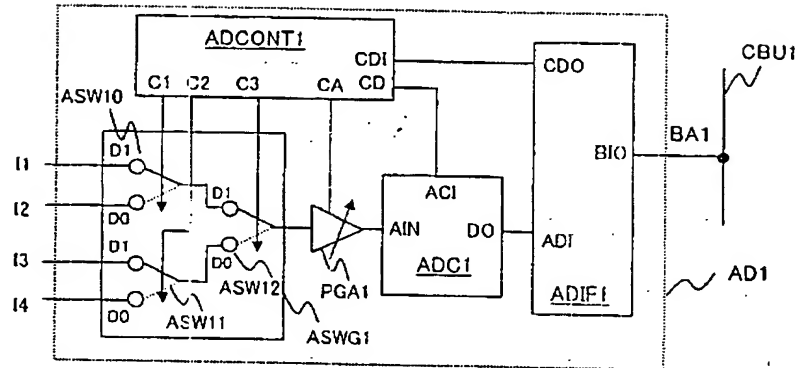 ADCONT1
CDI
CD
C1 C2 C3 CA
CDO
CBU1
ASW10
BA1
BIO
I1
D1
I2
D0
D1
ACI
I3
D1
D0
AIN
DO
ADI
ADC1
ASW12
PGA1
ADIF1
AD1
I4
D0
ASW11
ASWG1